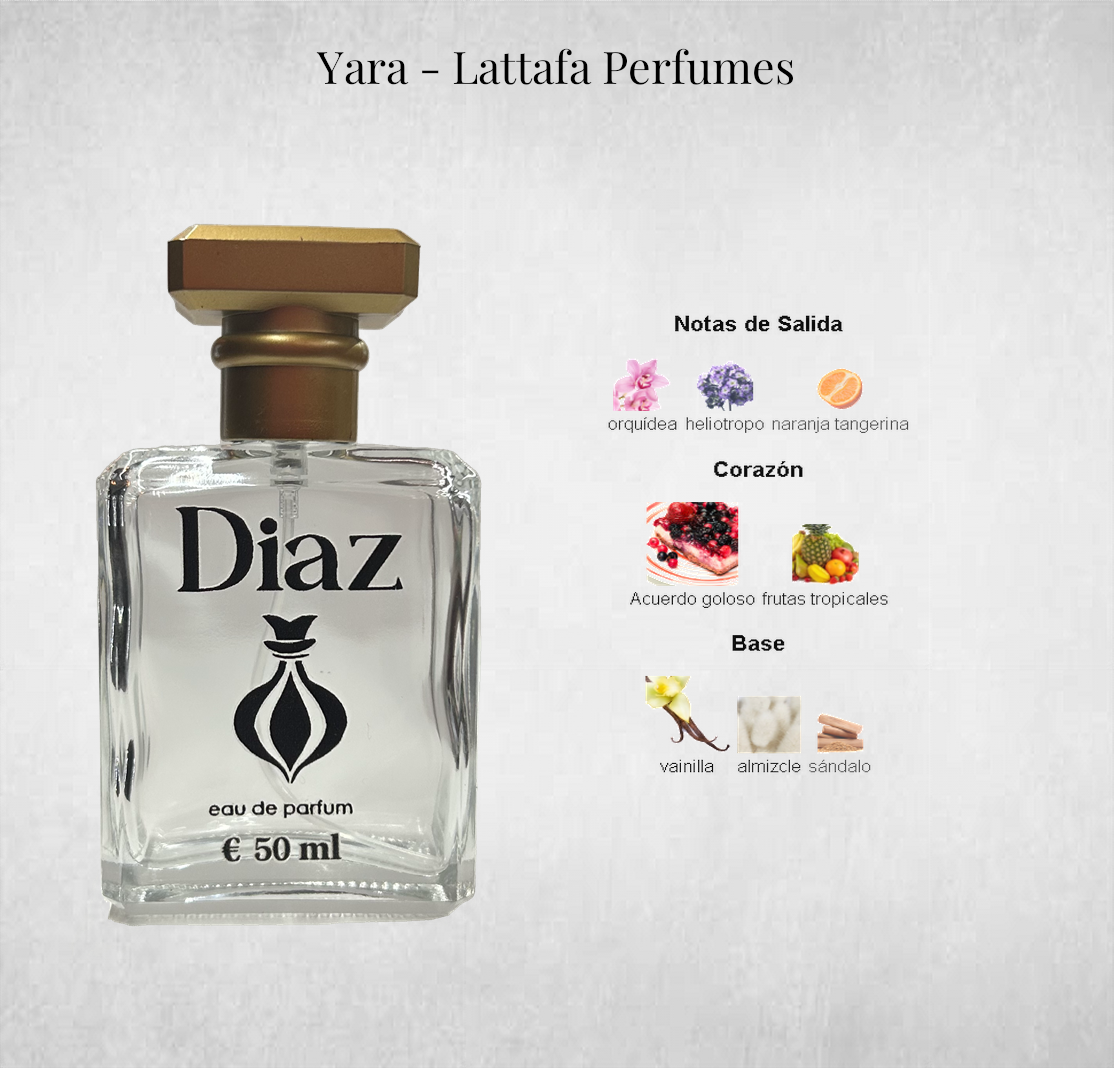 Yara - Lattafa Perfumes
Diaz
eau de parfum
€ 50 ml
Notas de Salida
orquídea heliotropo naranja tangerina
Corazón
Acuerdo goloso frutas tropicales
Base
vainilla almizcle sándalo